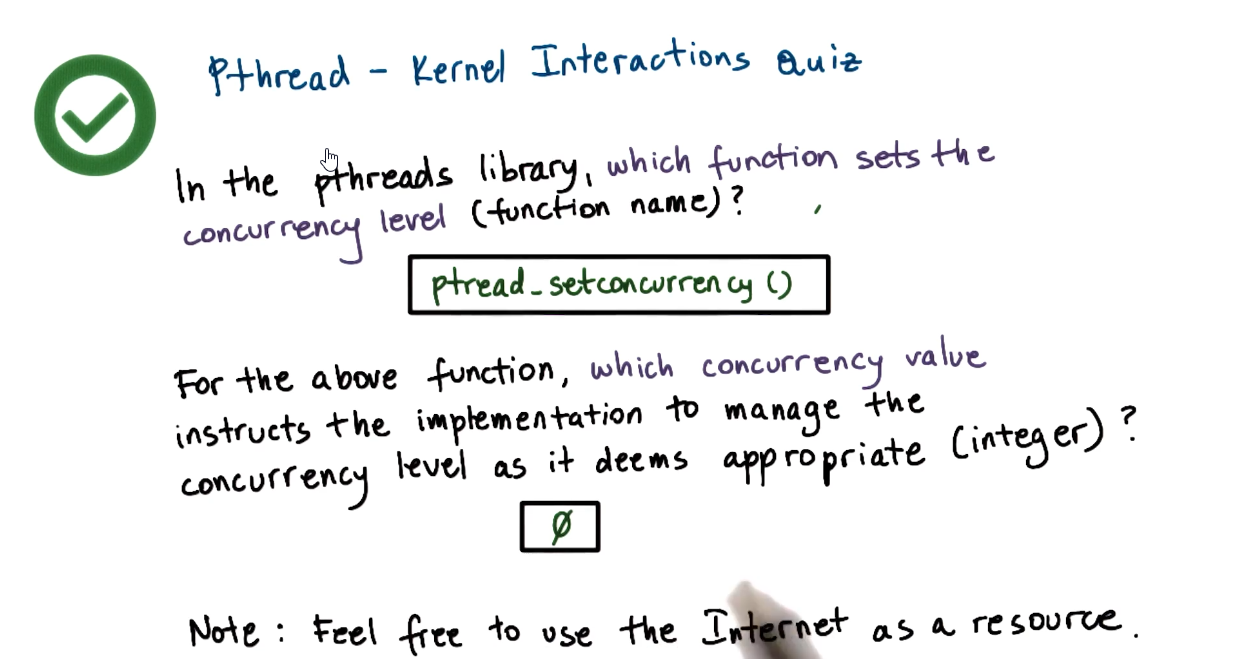 Pthread - Kernel Interactions Quiz
In the pthreads library, which function sets the
concurrency level (function name)?
ptread_setconcurrency ()
For the above function, which concurrency value
instructs the implementation to manage the
concurrency level as it deems appropriate (integer)?
0
Note: Feel free to use the Internet as a resource.